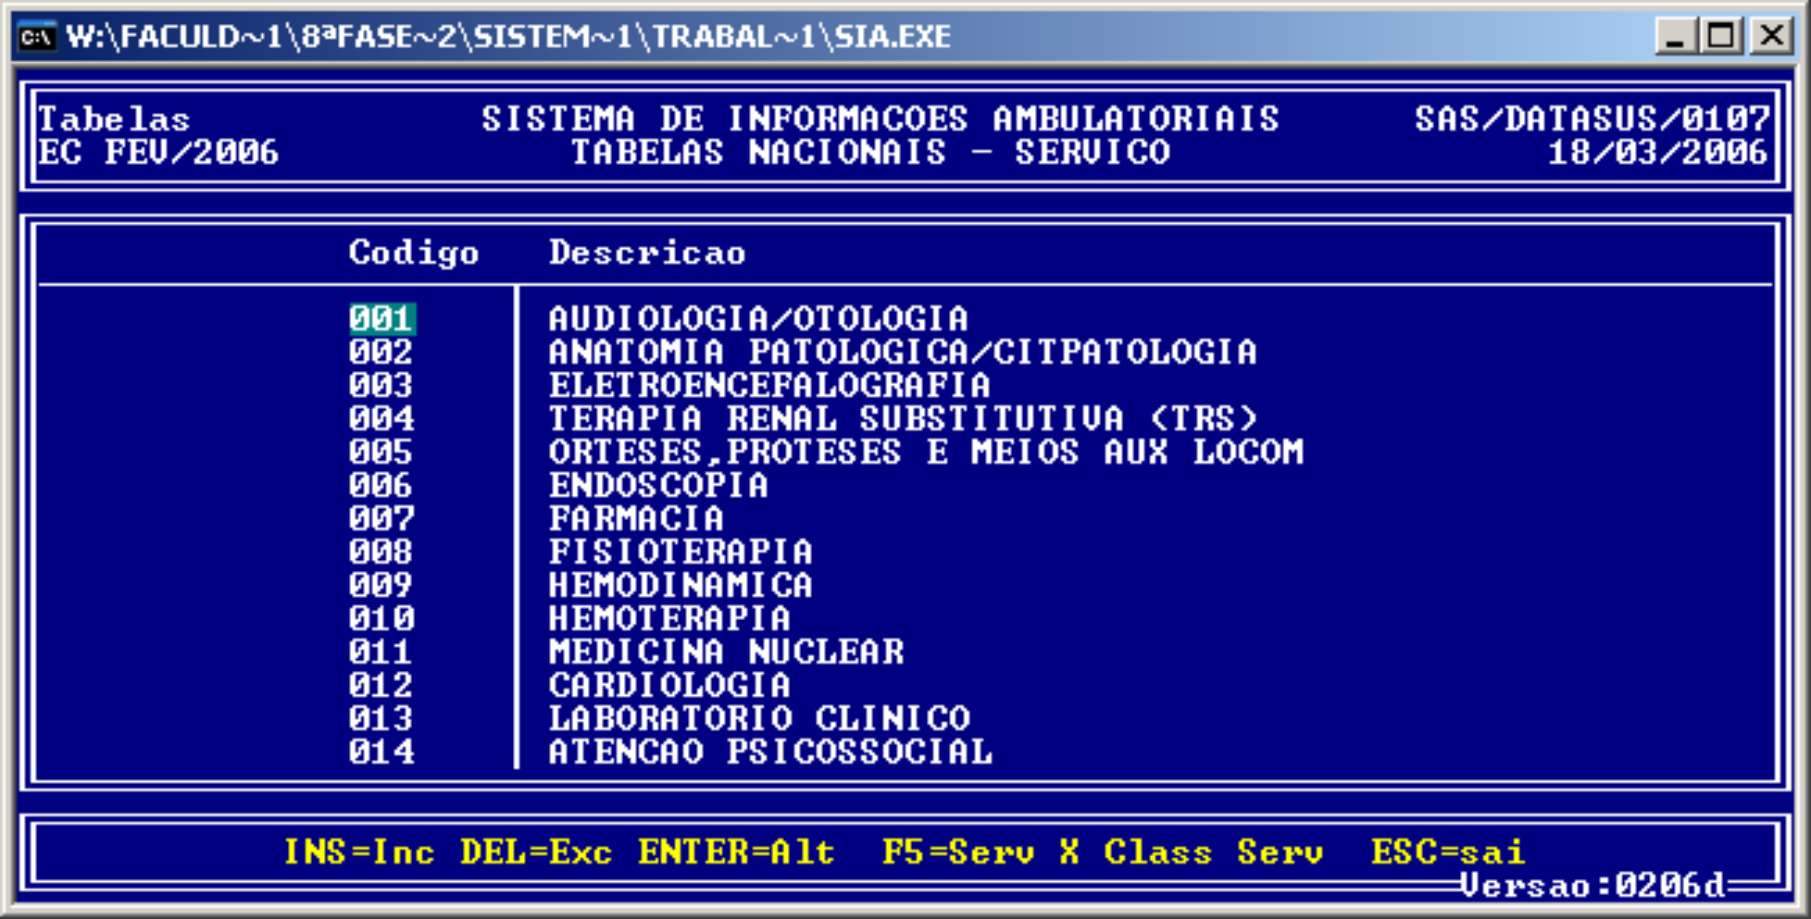 W:\FACULD~1\8ªFASE~2\SISTEM~1\TRABAL~1\SIA.EXE
Tabelas SISTEMA DE INFORMACOES AMBULATORIAIS SAS/DATASUS/0107
EC FEV/2006 TABELAS NACIONAIS - SERVICO 18/03/2006
Codigo Descricao
001 AUDIOLOGIA/OTOLOGIA
002 ANATOMIA PATOLOGICA/CITPATOLOGIA
003 ELETROENCEFALOGRAFIA
004 TERAPIA RENAL SUBSTITUTIVA (TRS)
005 ORTESES,PROTESES E MEIOS AUX LOCOM
006 ENDOSCOPIA
007 FARMACIA
008 FISIOTERAPIA
009 HEMODINAMICA
010 HEMOTERAPIA
011 MEDICINA NUCLEAR
012 CARDIOLOGIA
013 LABORATORIO CLINICO
014 ATENCAO PSICOSSOCIAL
INS=Inc DEL=Exc ENTER=Alt F5=Serv X Class Serv ESC=sai
Versao:0206d